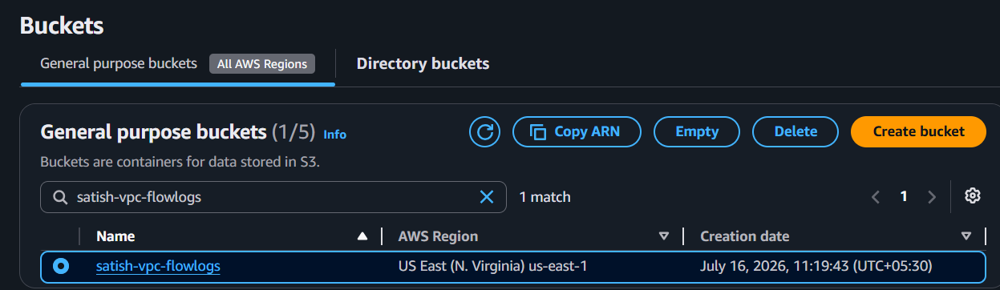 Buckets
General purpose buckets All AWS Regions Directory buckets
General purpose buckets (1/5) Info Copy ARN Empty Delete Create bucket
Buckets are containers for data stored in S3.
satish-vpc-flowlogs 1 match 1
Name AWS Region Creation date
satish-vpc-flowlogs US East (N. Virginia) us-east-1 July 16, 2026, 11:19:43 (UTC+05:30)